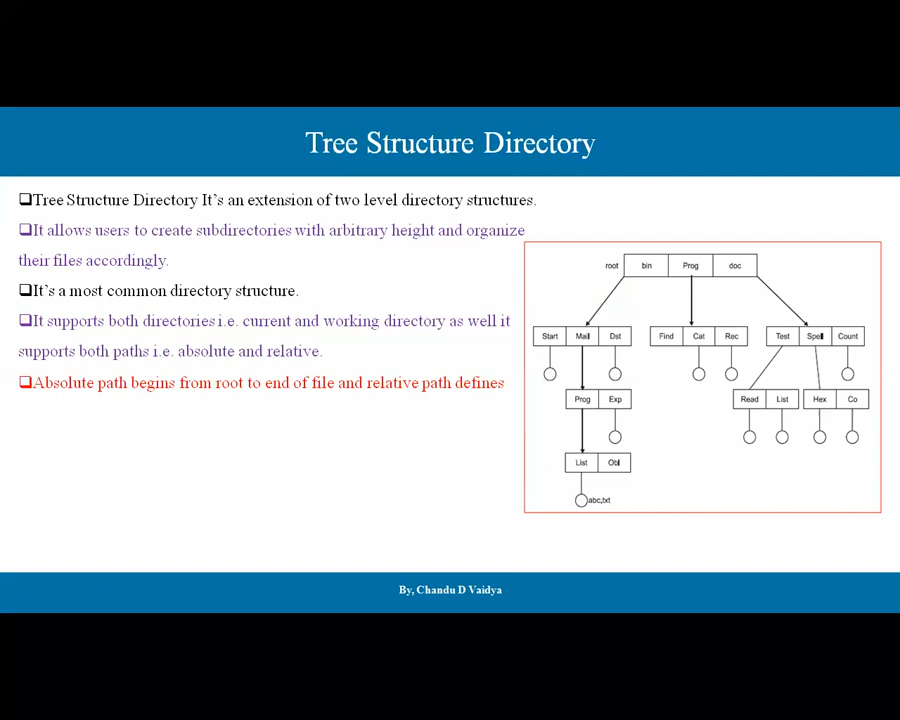 Tree Structure Directory
❑Tree Structure Directory It's an extension of two level directory structures.
❑It allows users to create subdirectories with arbitrary height and organize
their files accordingly.
❑It's a most common directory structure.
❑It supports both directories i.e. current and working directory as well it
supports both paths i.e. absolute and relative.
❑Absolute path begins from root to end of file and relative path defines
root bin Prog doc
Start Mail Dst Find Cat Rec Test Spell Count
Prog Exp Read List Hex Co
List Obl
abc,txt
By, Chandu D Vaidya